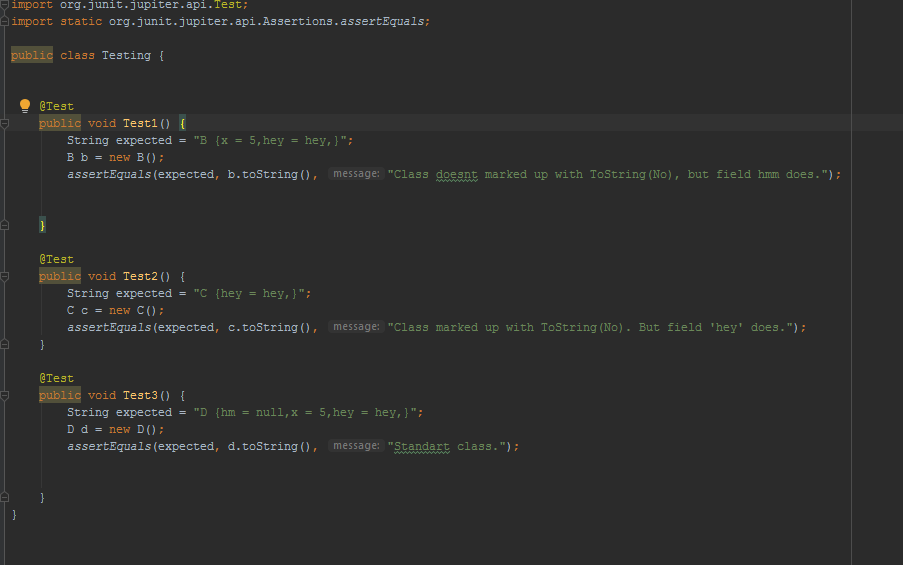 import org.junit.jupiter.api.Test;
import static org.junit.jupiter.api.Assertions.assertEquals;
public class Testing {
@Test
public void Test1() {
String expected = "B {x = 5,hey = hey,}";
B b = new B();
assertEquals(expected, b.toString(), message: "Class doesnt marked up with ToString(No), but field hmm does.");
}
@Test
public void Test2() {
String expected = "C {hey = hey,}";
C c = new C();
assertEquals(expected, c.toString(), message: "Class marked up with ToString(No). But field 'hey' does.");
}
@Test
public void Test3() {
String expected = "D {hm = null,x = 5,hey = hey,}";
D d = new D();
assertEquals(expected, d.toString(), message: "Standart class.");
}
}